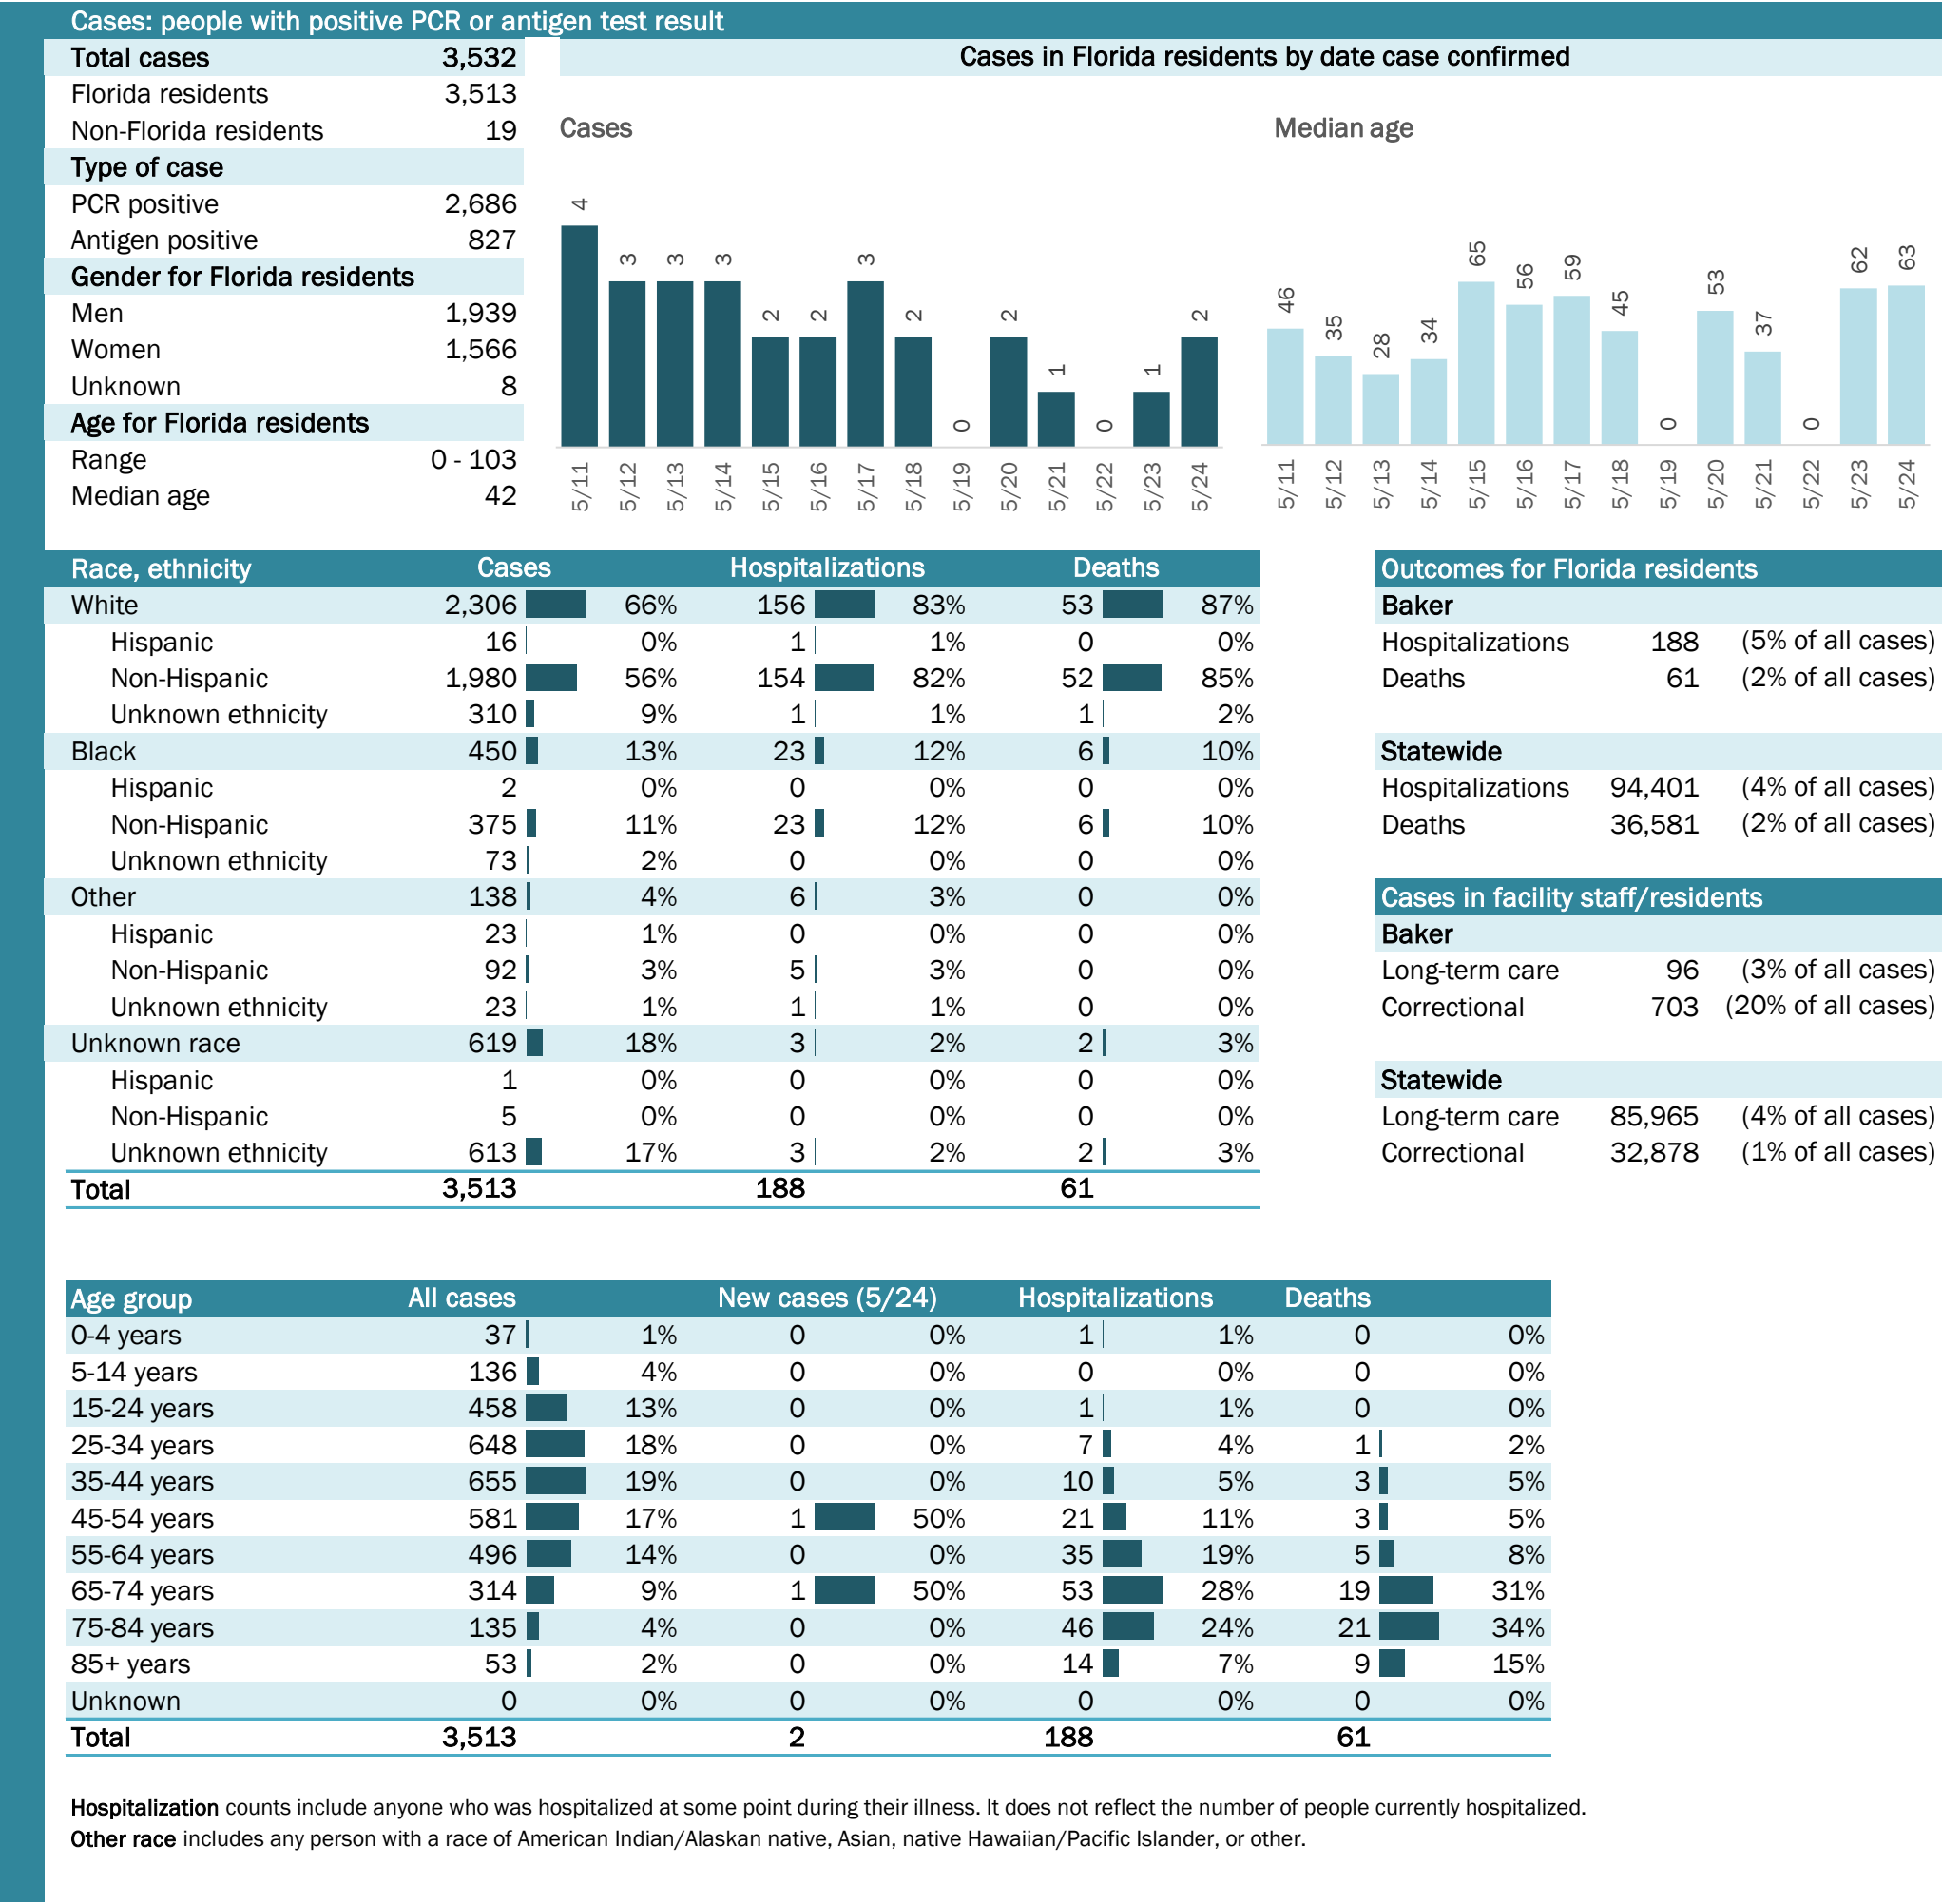 Cases: people with positive PCR or antigen test result
Total cases 3,532
Florida residents 3,513
Non-Florida residents 19
Type of case
PCR positive 2,686
Antigen positive 827
Gender for Florida residents
Men 1,939
Women 1,566
Unknown 8
Age for Florida residents
Range 0 - 103
Median age 42
Cases in Florida residents by date case confirmed
Cases
4 3 3 3 2 2 3 2 0 2 1 0 1 2
5/11 5/12 5/13 5/14 5/15 5/16 5/17 5/18 5/19 5/20 5/21 5/22 5/23 5/24
Median age
46 35 28 34 65 56 59 45 0 53 37 0 62 63
5/11 5/12 5/13 5/14 5/15 5/16 5/17 5/18 5/19 5/20 5/21 5/22 5/23 5/24
Race, ethnicity Cases Hospitalizations Deaths
White 2,306 66% 156 83% 53 87%
Hispanic 16 0% 1 1% 0 0%
Non-Hispanic 1,980 56% 154 82% 52 85%
Unknown ethnicity 310 9% 1 1% 1 2%
Black 450 13% 23 12% 6 10%
Hispanic 2 0% 0 0% 0 0%
Non-Hispanic 375 11% 23 12% 6 10%
Unknown ethnicity 73 2% 0 0% 0 0%
Other 138 4% 6 3% 0 0%
Hispanic 23 1% 0 0% 0 0%
Non-Hispanic 92 3% 5 3% 0 0%
Unknown ethnicity 23 1% 1 1% 0 0%
Unknown race 619 18% 3 2% 2 3%
Hispanic 1 0% 0 0% 0 0%
Non-Hispanic 5 0% 0 0% 0 0%
Unknown ethnicity 613 17% 3 2% 2 3%
Total 3,513 188 61
Outcomes for Florida residents
Baker
Hospitalizations 188 (5% of all cases)
Deaths 61 (2% of all cases)
Statewide
Hospitalizations 94,401 (4% of all cases)
Deaths 36,581 (2% of all cases)
Cases in facility staff/residents
Baker
Long-term care 96 (3% of all cases)
Correctional 703 (20% of all cases)
Statewide
Long-term care 85,965 (4% of all cases)
Correctional 32,878 (1% of all cases)
Age group All cases New cases (5/24) Hospitalizations Deaths
0-4 years 37 1% 0 0% 1 1% 0 0%
5-14 years 136 4% 0 0% 0 0% 0 0%
15-24 years 458 13% 0 0% 1 1% 0 0%
25-34 years 648 18% 0 0% 7 4% 1 2%
35-44 years 655 19% 0 0% 10 5% 3 5%
45-54 years 581 17% 1 50% 21 11% 3 5%
55-64 years 496 14% 0 0% 35 19% 5 8%
65-74 years 314 9% 1 50% 53 28% 19 31%
75-84 years 135 4% 0 0% 46 24% 21 34%
85+ years 53 2% 0 0% 14 7% 9 15%
Unknown 0 0% 0 0% 0 0% 0 0%
Total 3,513 2 188 61
Hospitalization counts include anyone who was hospitalized at some point during their illness. It does not reflect the number of people currently hospitalized.
Other race includes any person with a race of American Indian/Alaskan native, Asian, native Hawaiian/Pacific Islander, or other.